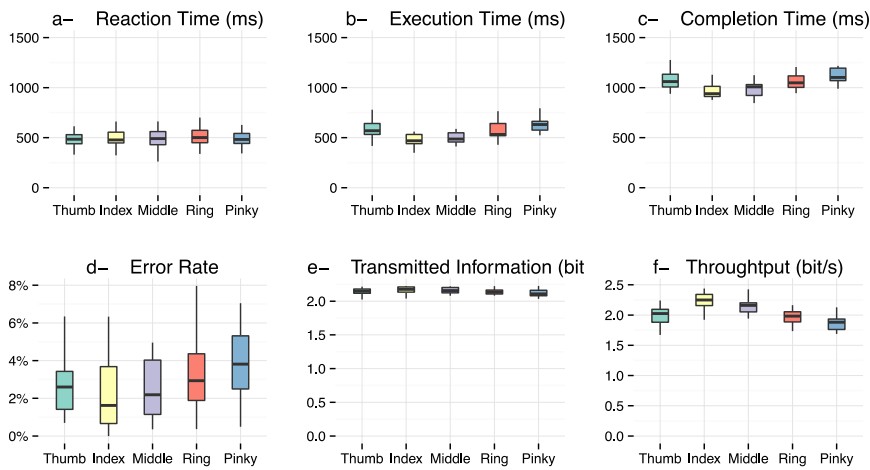 a– Reaction Time (ms)
1500
1000
500
0
Thumb Index Middle Ring Pinky
b– Execution Time (ms)
1500
1000
500
0
Thumb Index Middle Ring Pinky
c– Completion Time (ms)
1500
1000
500
0
Thumb Index Middle Ring Pinky
d– Error Rate
8%
6%
4%
2%
0%
Thumb Index Middle Ring Pinky
e– Transmitted Information (bit
2.0
1.5
1.0
0.5
0.0
Thumb Index Middle Ring Pinky
f– Throughtput (bit/s)
2.5
2.0
1.5
1.0
0.5
0.0
Thumb Index Middle Ring Pinky